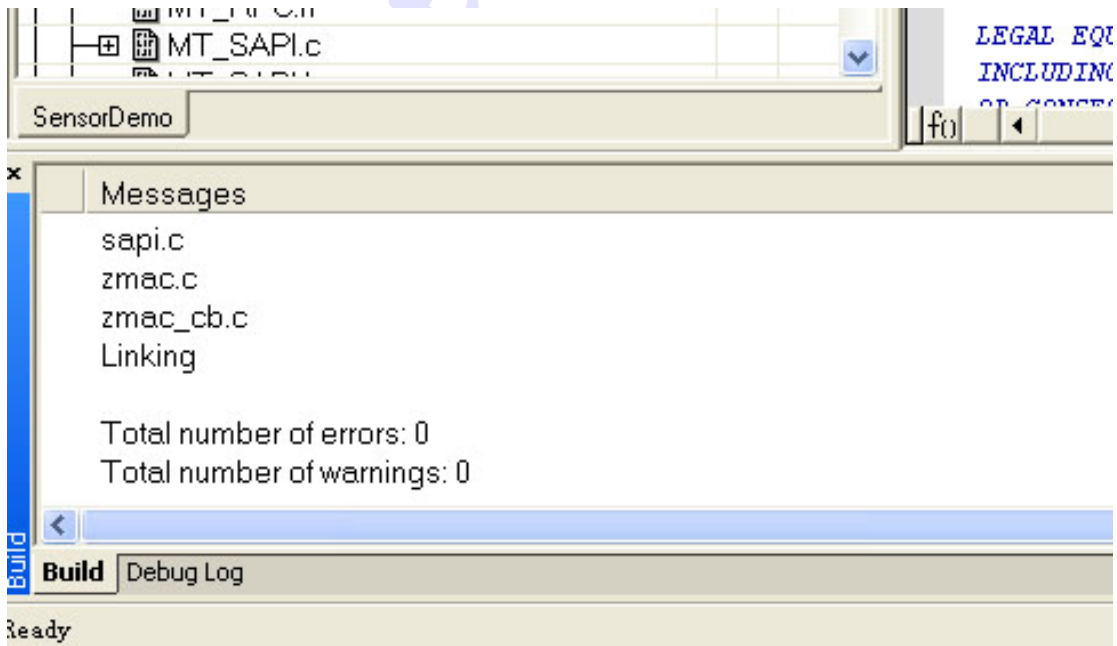 MT_SAPI.c
SensorDemo
LEGAL EQU
INCLUDING
f()
Messages
sapi.c
zmac.c
zmac_cb.c
Linking
Total number of errors: 0
Total number of warnings: 0
Build
Build Debug Log
Ready